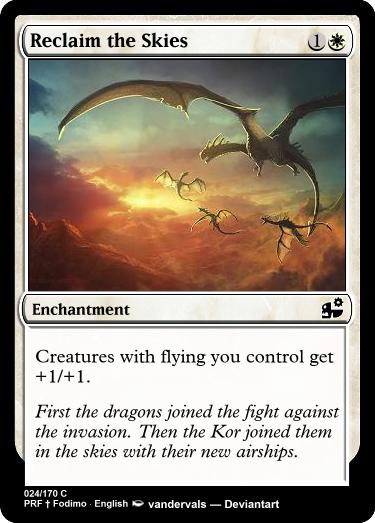 Reclaim the Skies 1
Enchantment
Creatures with flying you control get
+1/+1.
First the dragons joined the fight against
the invasion. Then the Kor joined them
in the skies with their new airships.
024/170 C
PRF † Fodimo · English vandervals — Deviantart